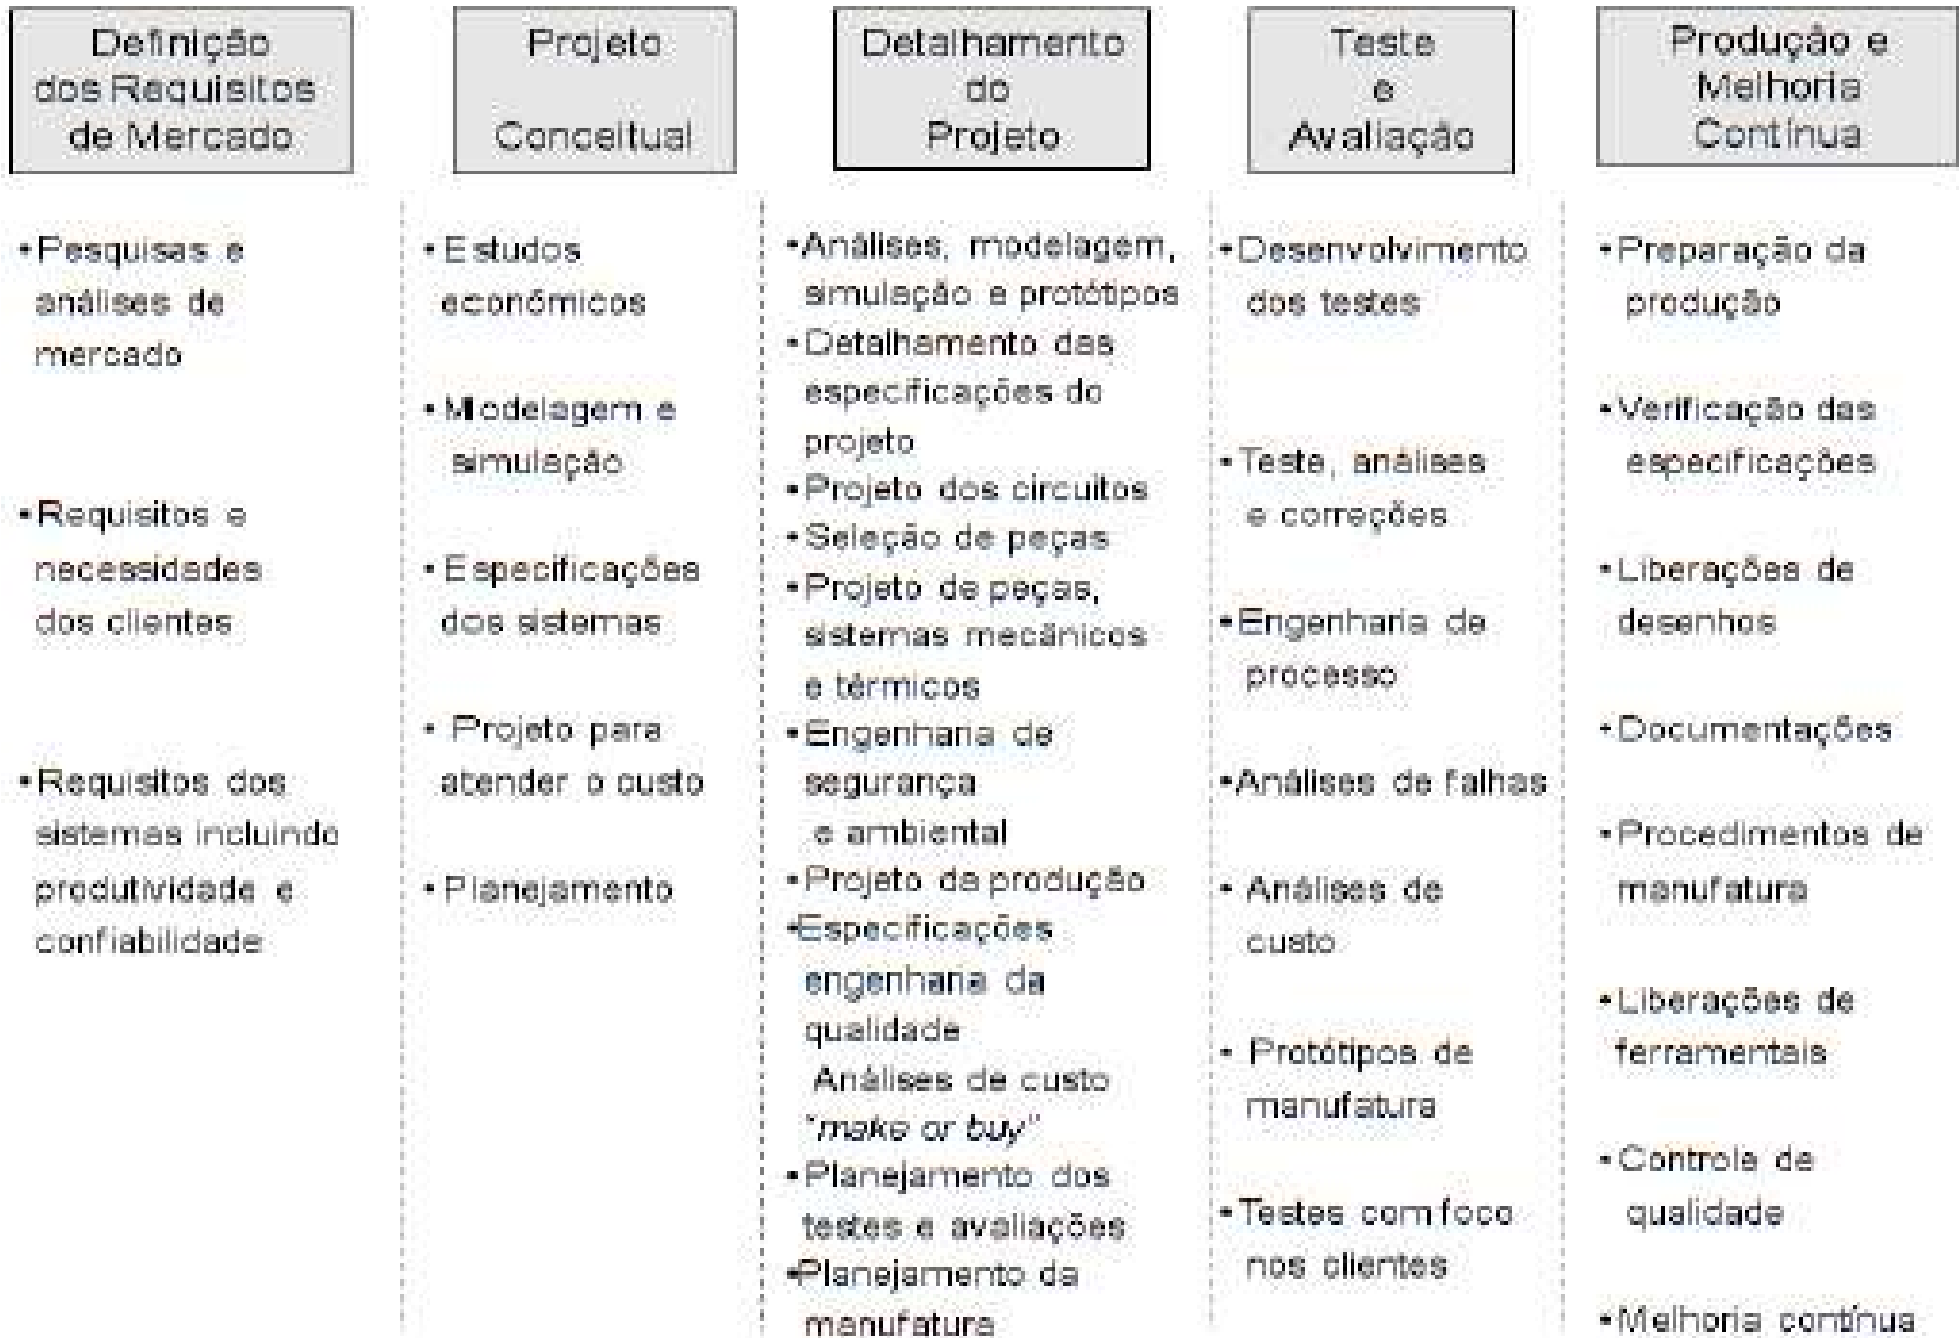 Definição
dos Requisitos
de Mercado
Projeto
Conceitual
Detalhamento
do
Projeto
Teste
e
Avaliação
Produção e
Melhoria
Contínua
•Pesquisas e
análises de
mercado
•Requisitos e
necessidades
dos clientes
•Requisitos dos
sistemas incluindo
produtividade e
confiabilidade
•Estudos
econômicos
•Modelagem e
simulação
•Especificações
dos sistemas
• Projeto para
atender o custo
•Planejamento
•Análises, modelagem,
simulação e protótipos
•Detalhamento das
especificações do
projeto
•Projeto dos circuitos
•Seleção de peças
•Projeto de peças,
sistemas mecânicos
e térmicos
•Engenharia de
segurança
e ambiental
•Projeto da produção
•Especificações
engenharia da
qualidade
Análises de custo
"make or buy"
•Planejamento dos
testes e avaliações
•Planejamento da
manufatura
•Desenvolvimento
dos testes
•Teste, análises
e correções
•Engenharia de
processo
•Análises de falhas
• Análises de
custo
• Protótipos de
manufatura
•Testes com foco
nos clientes
•Preparação da
produção
•Verificação das
especificações
•Liberações de
desenhos
•Documentações
•Procedimentos de
manufatura
•Liberações de
ferramentais
•Controle de
qualidade
•Melhoria contínua